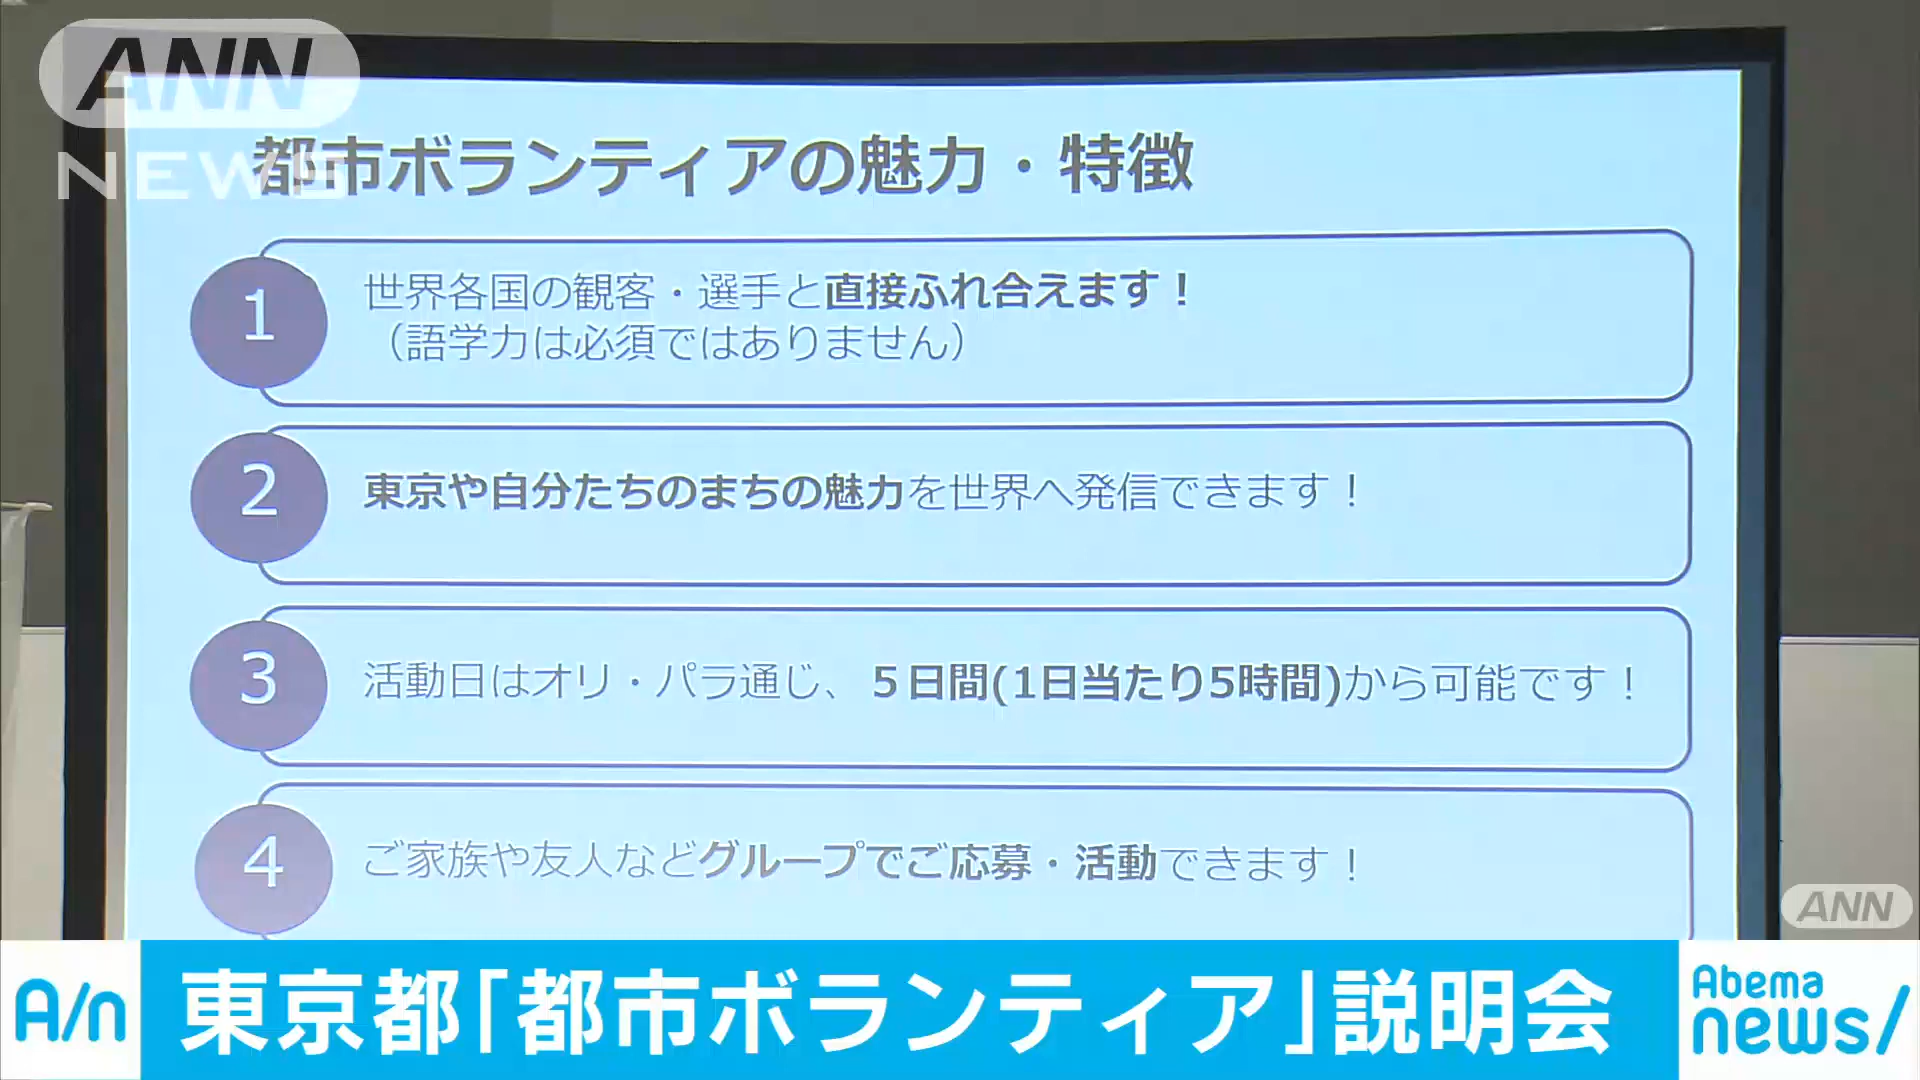 ANN
NEWS
都市ボランティアの魅力・特徴
1
世界各国の観客・選手と直接ふれ合えます！
（語学力は必須ではありません）
2
東京や自分たちのまちの魅力を世界へ発信できます！
3
活動日はオリ・パラ通じ、５日間(1日当たり5時間)から可能です！
4
ご家族や友人などグループでご応募・活動できます！
ANN
A/n
東京都「都市ボランティア」説明会
Abema
news/